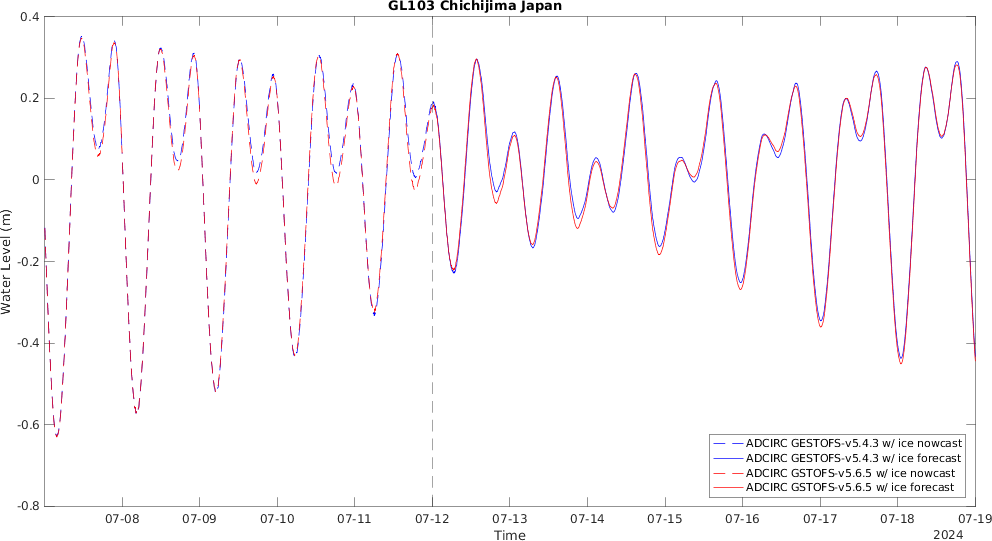 GL103 Chichijima Japan
0.4
0.2
0
-0.2
-0.4
-0.6
-0.8
Water Level (m)
ADCIRC GESTOFS-v5.4.3 w/ ice nowcast
ADCIRC GESTOFS-v5.4.3 w/ ice forecast
ADCIRC GSTOFS-v5.6.5 w/ ice nowcast
ADCIRC GSTOFS-v5.6.5 w/ ice forecast
07-08 07-09 07-10 07-11 07-12 07-13 07-14 07-15 07-16 07-17 07-18 07-19
Time
2024